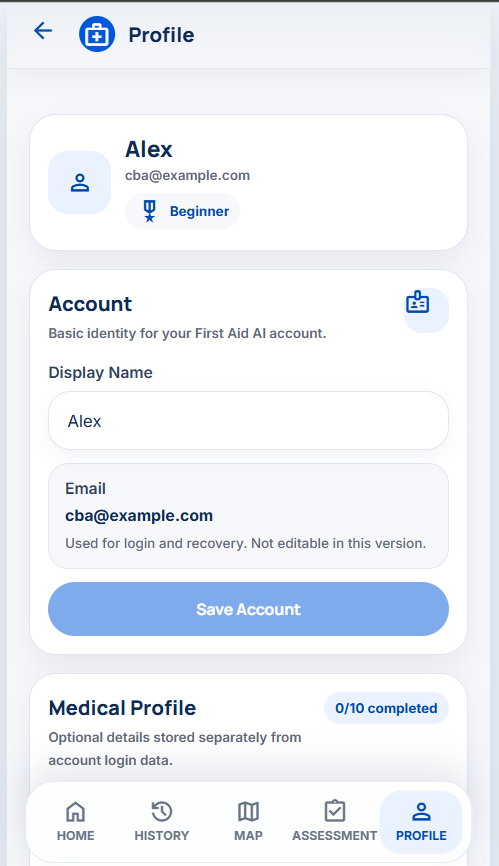 Profile
Alex
cba@example.com
Beginner
Account
Basic identity for your First Aid AI account.
Display Name
Alex
Email
cba@example.com
Used for login and recovery. Not editable in this version.
Save Account
Medical Profile
0/10 completed
Optional details stored separately from
account login data.
HOME
HISTORY
MAP
ASSESSMENT
PROFILE